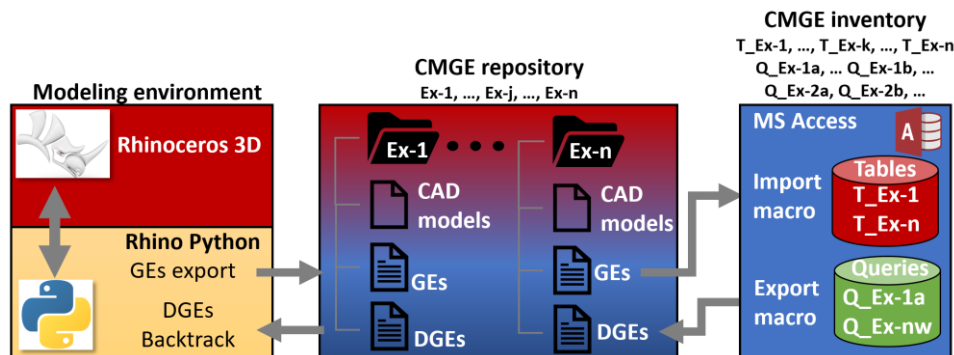 Modeling environment
Rhinoceros 3D
Rhino Python
GEs export
DGEs
Backtrack
CMGE repository
Ex-1, ..., Ex-j, ..., Ex-n
Ex-1
Ex-n
CAD
models
CAD
models
GEs
GEs
DGEs
DGEs
CMGE inventory
T_Ex-1, ..., T_Ex-k, ..., T_Ex-n
Q_Ex-1a, ... Q_Ex-1b, ...
Q_Ex-2a, Q_Ex-2b, ...
MS Access
A
Import
macro
Tables
T_Ex-1
T_Ex-n
Export
macro
Queries
Q_Ex-1a
Q_Ex-nw